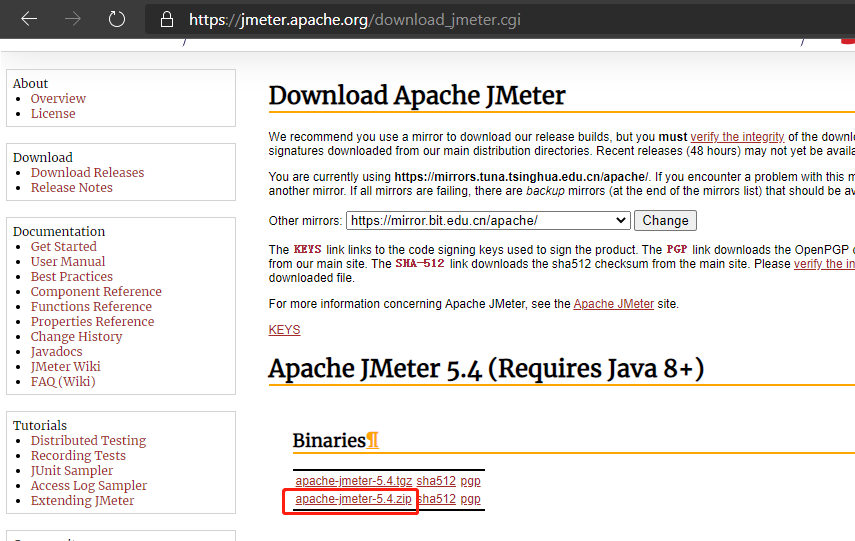 https://jmeter.apache.org/download_jmeter.cgi
About
Overview
License
Download
Download Releases
Release Notes
Documentation
Get Started
User Manual
Best Practices
Component Reference
Functions Reference
Properties Reference
Change History
Javadocs
JMeter Wiki
FAQ (Wiki)
Tutorials
Distributed Testing
Recording Tests
JUnit Sampler
Access Log Sampler
Extending JMeter
Download Apache JMeter
We recommend you use a mirror to download our release builds, but you must verify the integrity of the downl
signatures downloaded from our main distribution directories. Recent releases (48 hours) may not yet be availa
You are currently using https://mirrors.tuna.tsinghua.edu.cn/apache/. If you encounter a problem with this m
another mirror. If all mirrors are failing, there are backup mirrors (at the end of the mirrors list) that should be av
Other mirrors: https://mirror.bit.edu.cn/apache/ Change
The KEYS link links to the code signing keys used to sign the product. The PGP link downloads the OpenPGP
from our main site. The SHA-512 link downloads the sha512 checksum from the main site. Please verify the in
downloaded file.
For more information concerning Apache JMeter, see the Apache JMeter site.
KEYS
Apache JMeter 5.4 (Requires Java 8+)
Binaries¶
apache-jmeter-5.4.tgz sha512 pgp
apache-jmeter-5.4.zip sha512 pgp